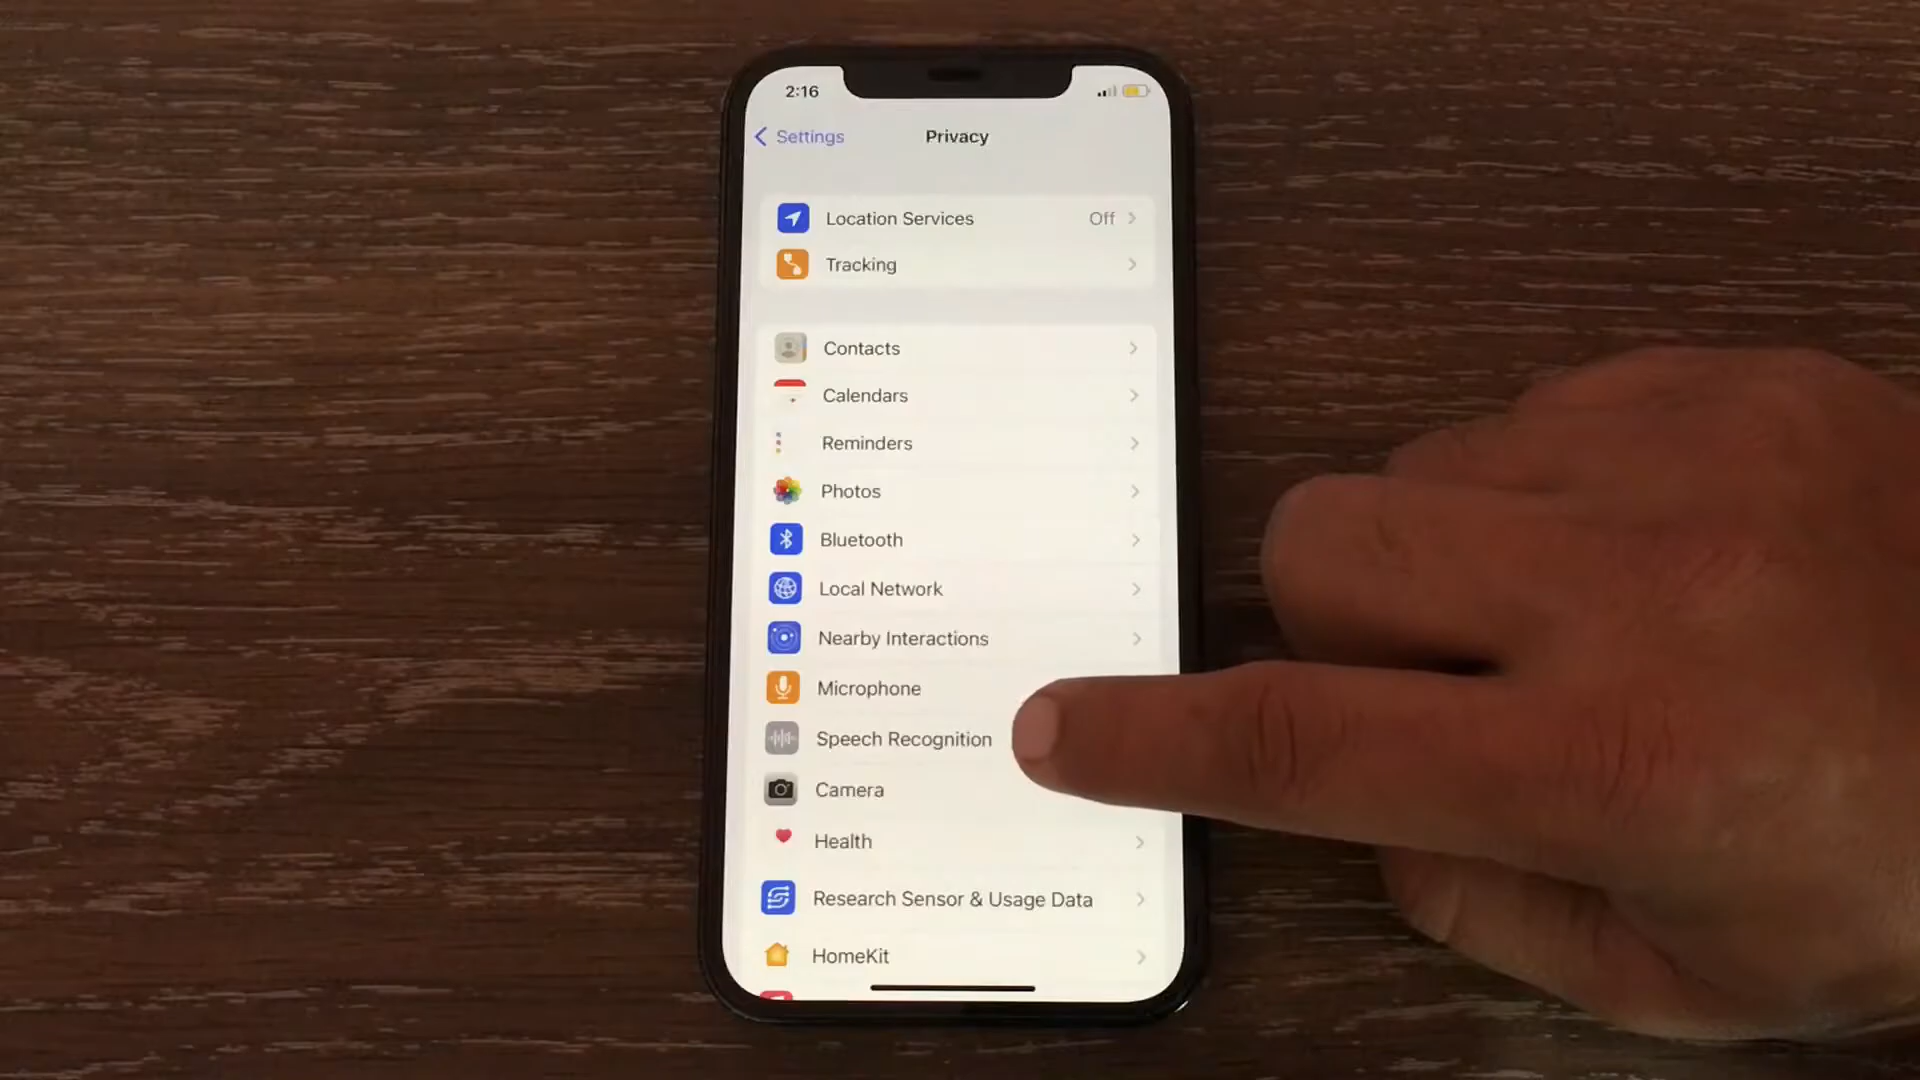 2:16
Settings
Privacy
Location Services
Off
Tracking
Contacts
Calendars
Reminders
Photos
Bluetooth
Local Network
Nearby Interactions
Microphone
Speech Recognition
Camera
Health
Research Sensor & Usage Data
HomeKit